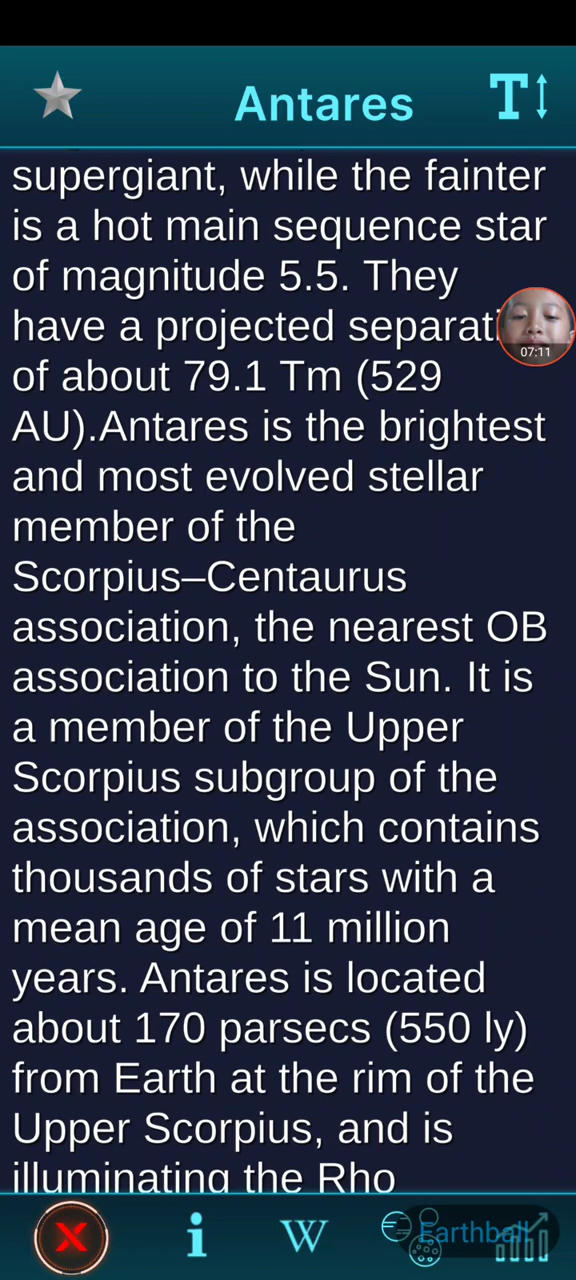 Antares
T
supergiant, while the fainter
is a hot main sequence star
of magnitude 5.5. They
have a projected
of about 79.1 Tm (529
07:11
AU).Antares is the brightest
and most evolved stellar
member of the
Scorpius–Centaurus
association, the nearest OB
association to the Sun. It is
a member of the Upper
Scorpius subgroup of the
association, which contains
thousands of stars with a
mean age of 11 million
years. Antares is located
about 170 parsecs (550 ly)
from Earth at the rim of the
Upper Scorpius, and is
illuminating the Rho
X i W Earthball